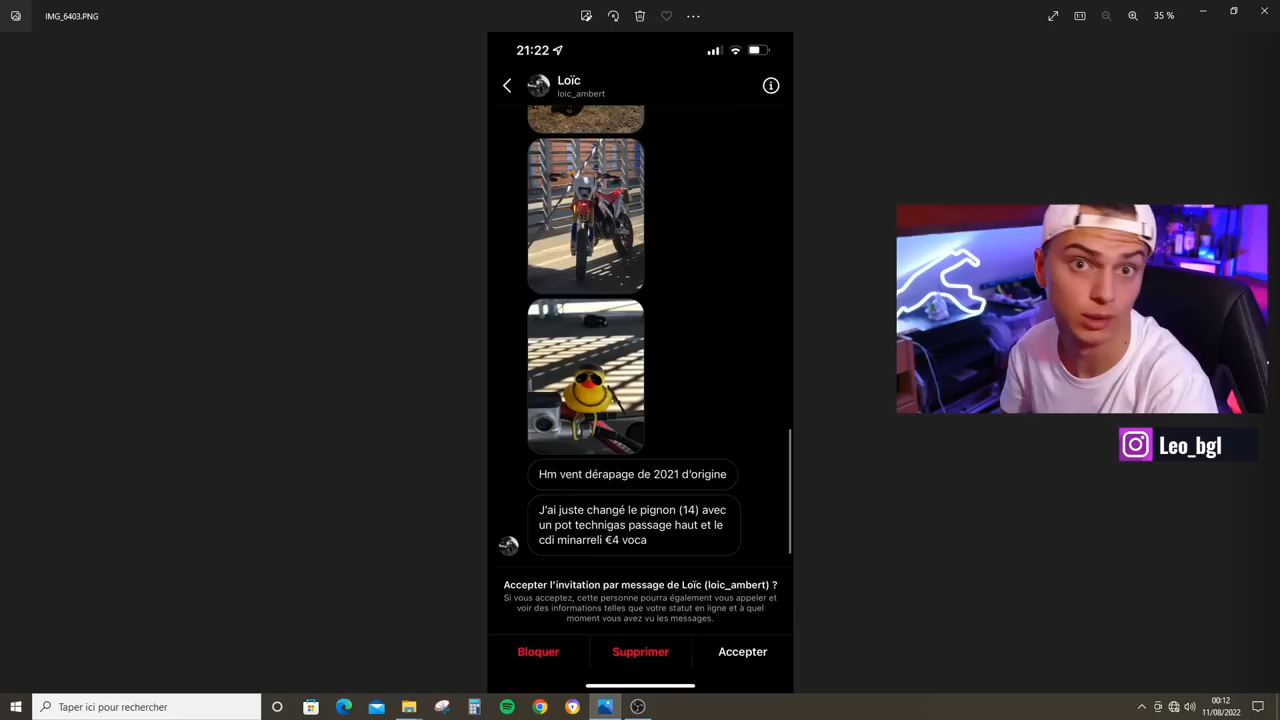 IMG_6403.PNG
35 %
21:22
Loïc
loic_ambert
Hm vent dérapage de 2021 d'origine
J'ai juste changé le pignon (14) avec
un pot technigas passage haut et le
cdi minarreli €4 voca
Leo_bgl
Accepter l'invitation par message de Loïc (loic_ambert) ?
Si vous acceptez, cette personne pourra également vous appeler et
voir des informations telles que votre statut en ligne et à quel
moment vous avez vu les messages.
Bloquer
Supprimer
Accepter
Taper ici pour rechercher
00:12
11/08/2022